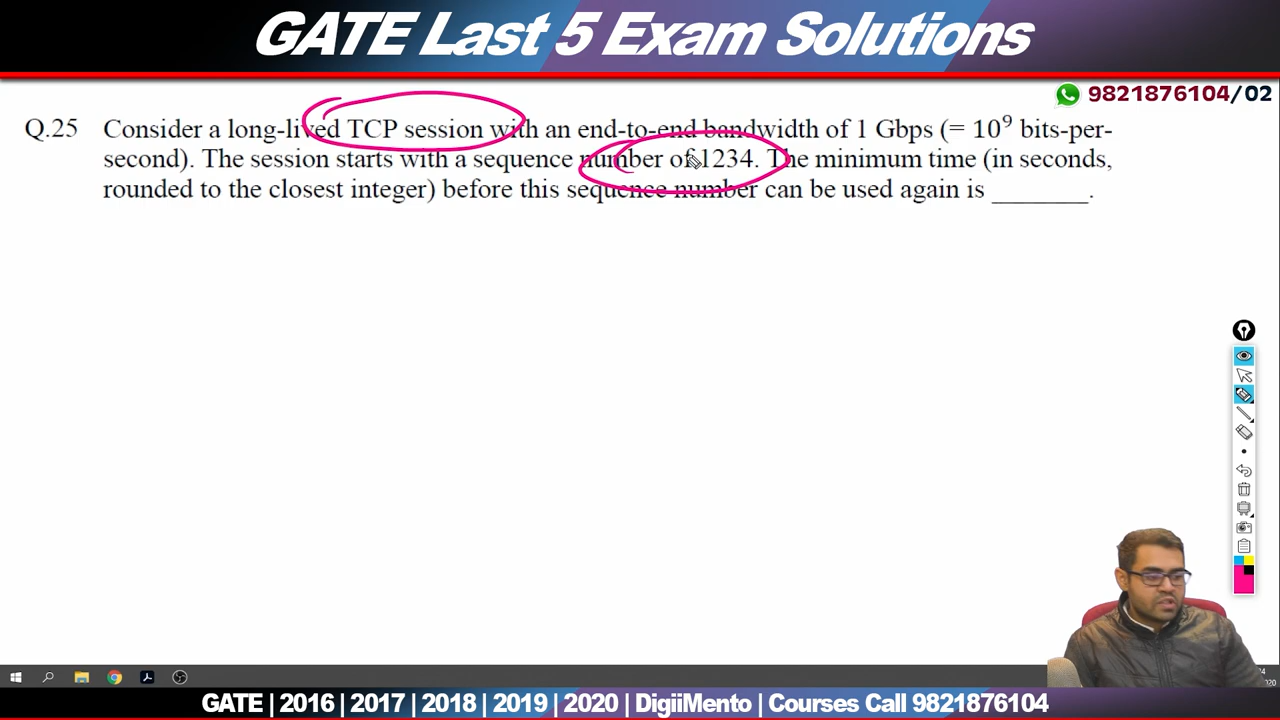 GATE Last 5 Exam Solutions
9821876104/02
Q.25 Consider a long-lived TCP session with an end-to-end bandwidth of 1 Gbps (= 10⁹ bits-per-
second). The session starts with a sequence number of 1234. The minimum time (in seconds,
rounded to the closest integer) before this sequence number can be used again is ________.
GATE | 2016 | 2017 | 2018 | 2019 | 2020 | DigiiMento | Courses Call 9821876104